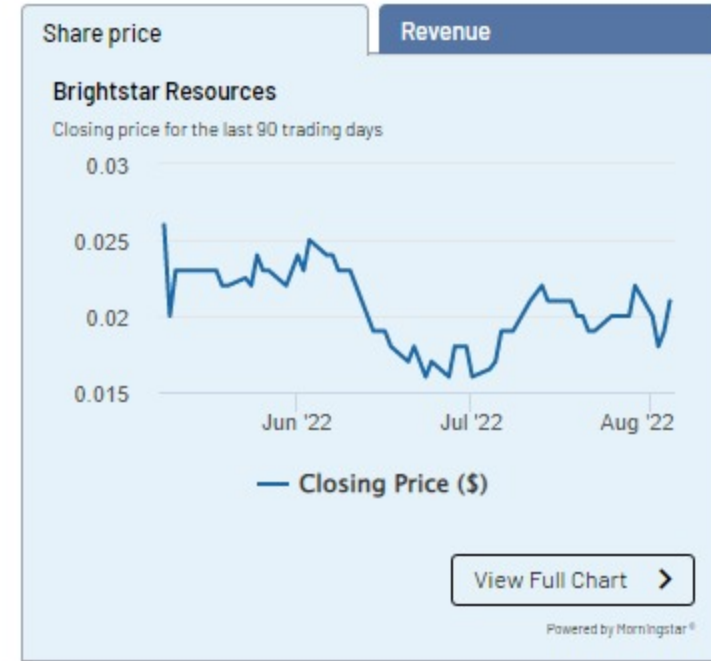 Share price
Revenue
Brightstar Resources
Closing price for the last 90 trading days
0.03
0.025
0.02
0.015
Jun '22
Jul '22
Aug '22
Closing Price ($)
View Full Chart
Powered by Morningstar®